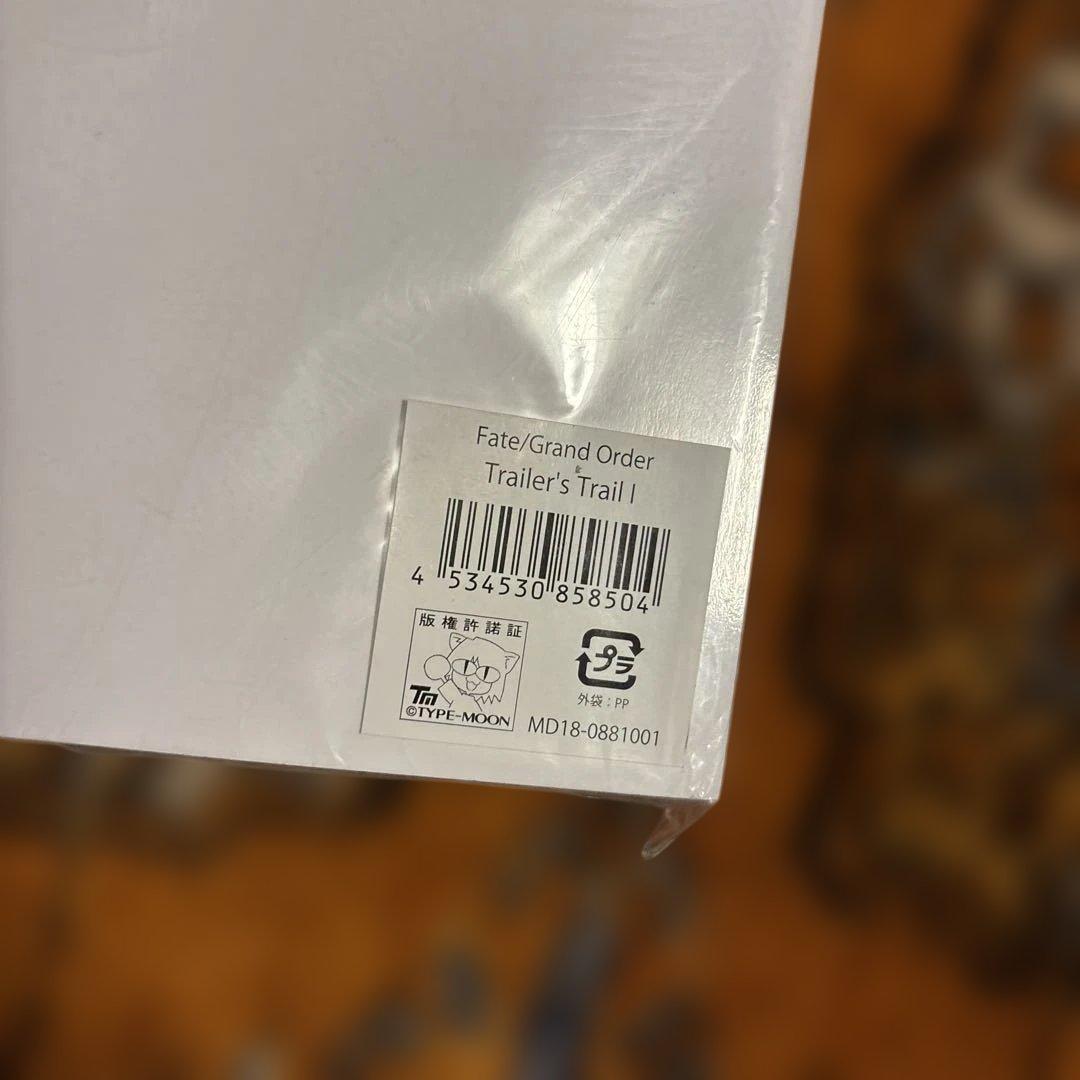 Fate/Grand Order
Trailer's Trail I
4 534530 858504
版権許諾証
TM
©TYPE-MOON
プラ
外袋：PP
MD18-0881001